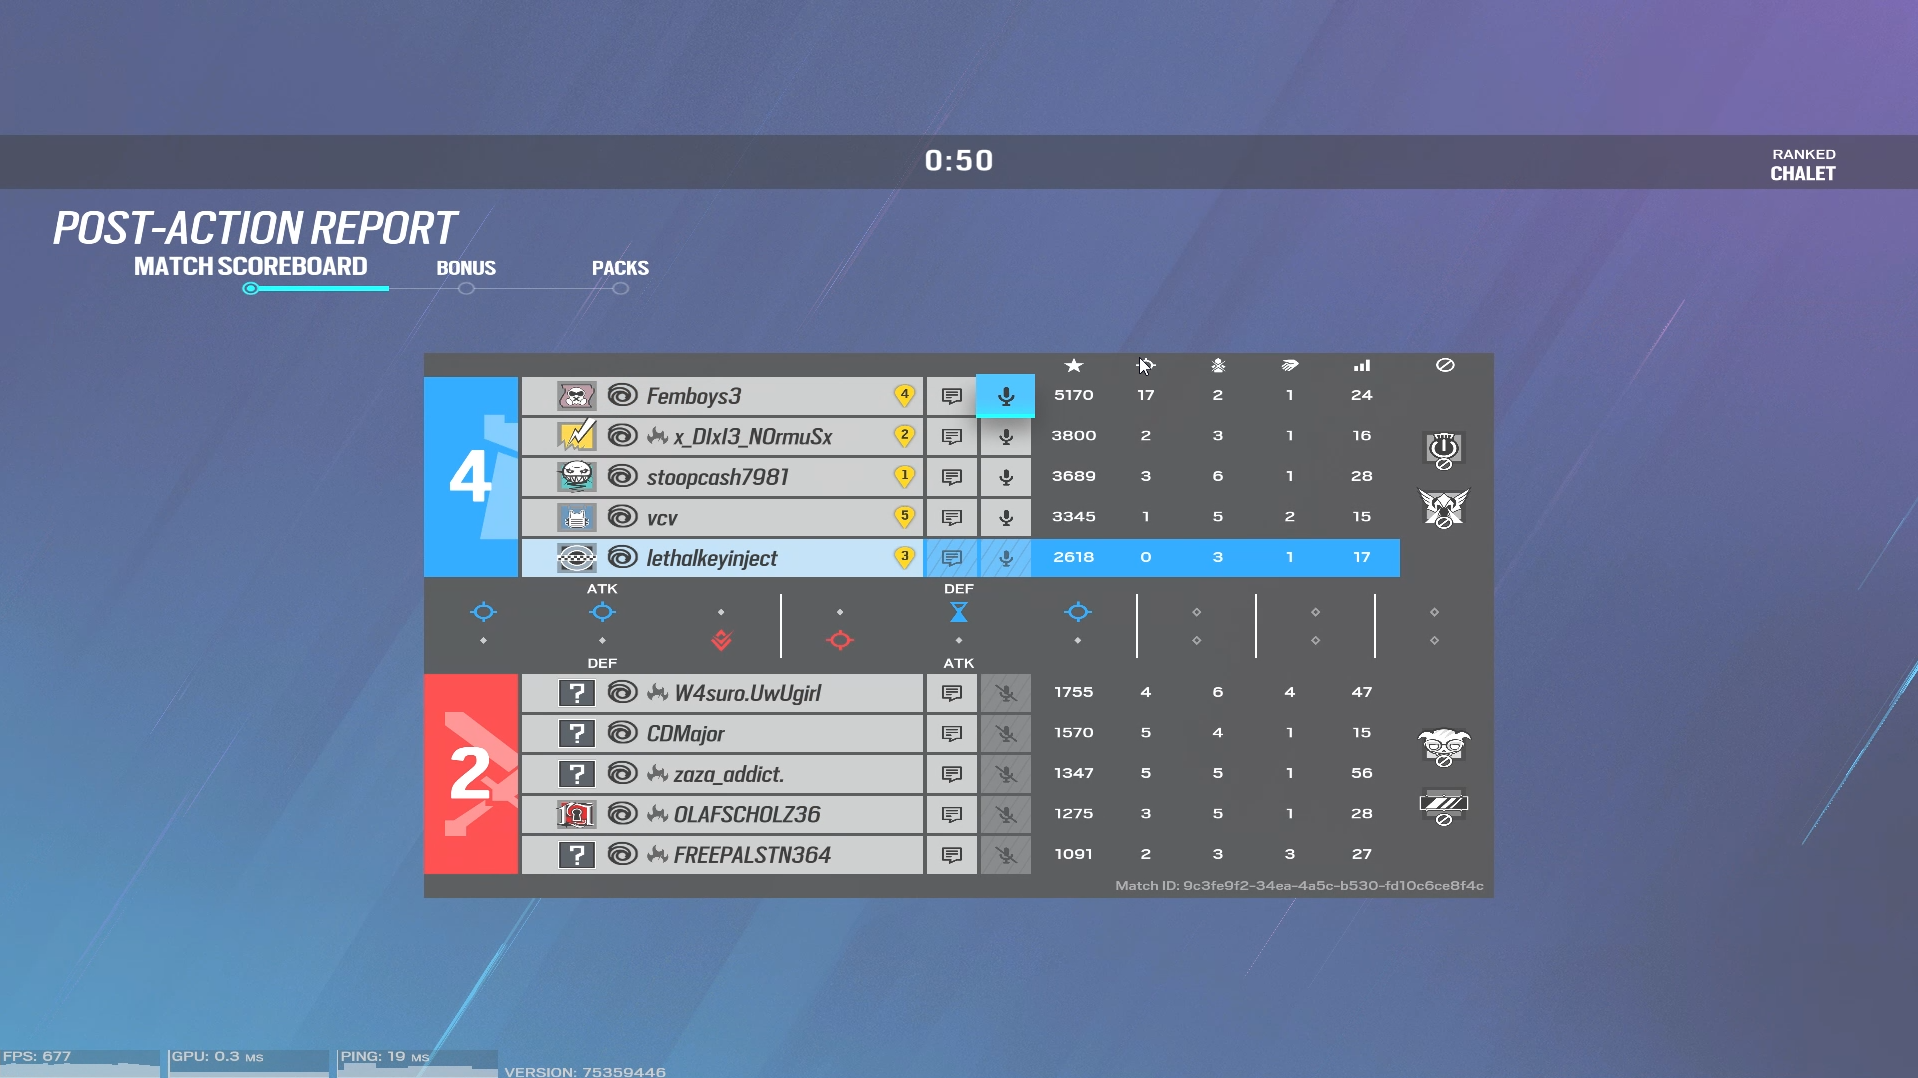 0:50
RANKED
CHALET
POST-ACTION REPORT
MATCH SCOREBOARD BONUS PACKS
4
Femboys3 4 5170 17 2 1 24
x_DIxI3_N0rmuSx 2 3800 2 3 1 16
stoopcash7981 1 3689 3 6 1 28
vcv 5 3345 1 5 2 15
lethalkeyinject 3 2618 0 3 1 17
ATK DEF
DEF ATK
2
? W4suro.UwUgirl 1755 4 6 4 47
? CDMajor 1570 5 4 1 15
? zaza_addict. 1347 5 5 1 56
OLAFSCHOLZ36 1275 3 5 1 28
? FREEPALSTN364 1091 2 3 3 27
Match ID: 9c3fe9f2-34ea-4a5c-b530-fd10c6ce8f4c
FPS: 677 GPU: 0.3 MS PING: 19 MS
VERSION: 75359446